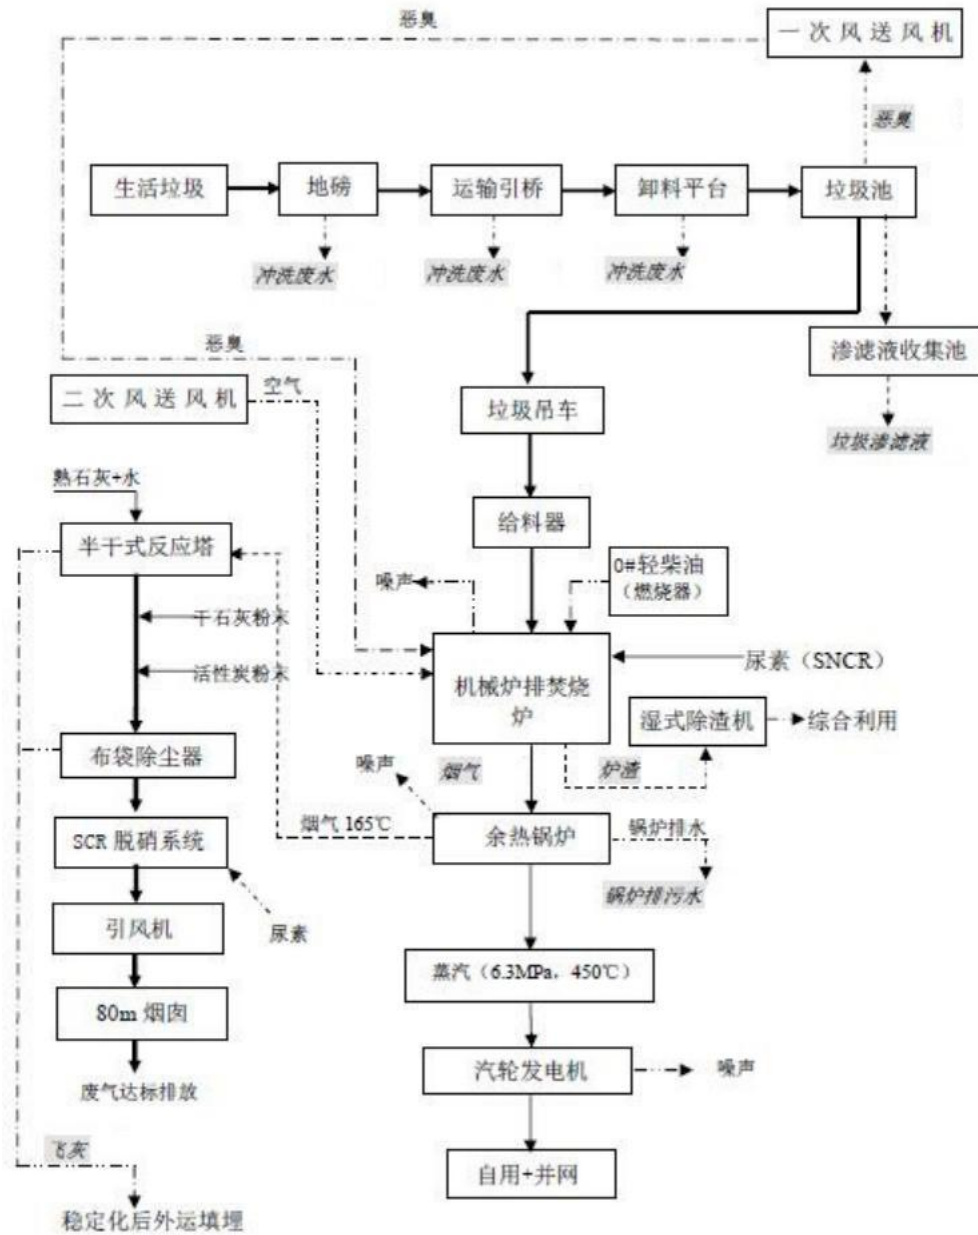 恶臭
一次风送风机
恶臭
生活垃圾
地磅
运输引桥
卸料平台
垃圾池
冲洗废水
冲洗废水
冲洗废水
恶臭
渗滤液收集池
二次风送风机
空气
垃圾吊车
垃圾渗滤液
熟石灰+水
给料器
半干式反应塔
噪声
0#轻柴油
（燃烧器）
干石灰粉末
尿素（SNCR）
活性炭粉末
机械炉排焚烧
炉
湿式除渣机
综合利用
布袋除尘器
噪声
烟气
炉渣
烟气 165℃
SCR 脱硝系统
余热锅炉
锅炉排水
锅炉排污水
引风机
尿素
蒸汽（6.3MPa，450℃）
80m 烟囱
汽轮发电机
噪声
废气达标排放
飞灰
自用+并网
稳定化后外运填埋